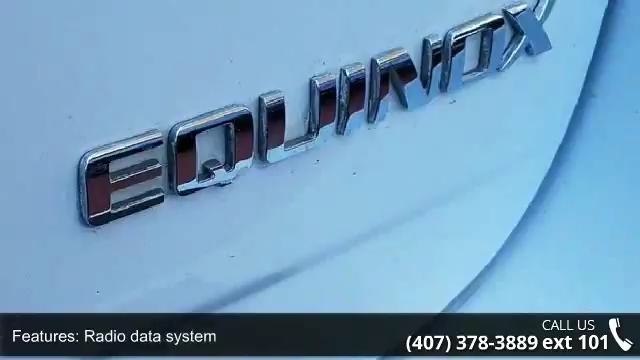 EQUINOX
Features: Radio data system
CALL US
(407) 378-3889 ext 101